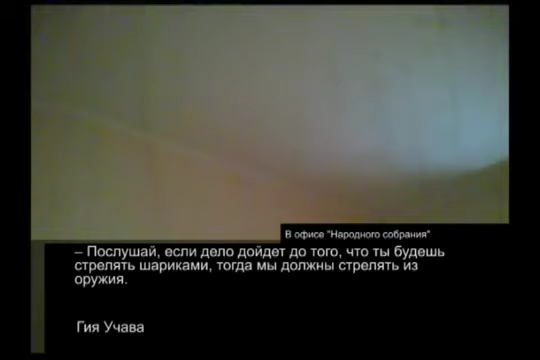 В офисе "Народного собрания"
– Послушай, если дело дойдет до того, что ты будешь
стрелять шариками, тогда мы должны стрелять из
оружия.
Гия Учава